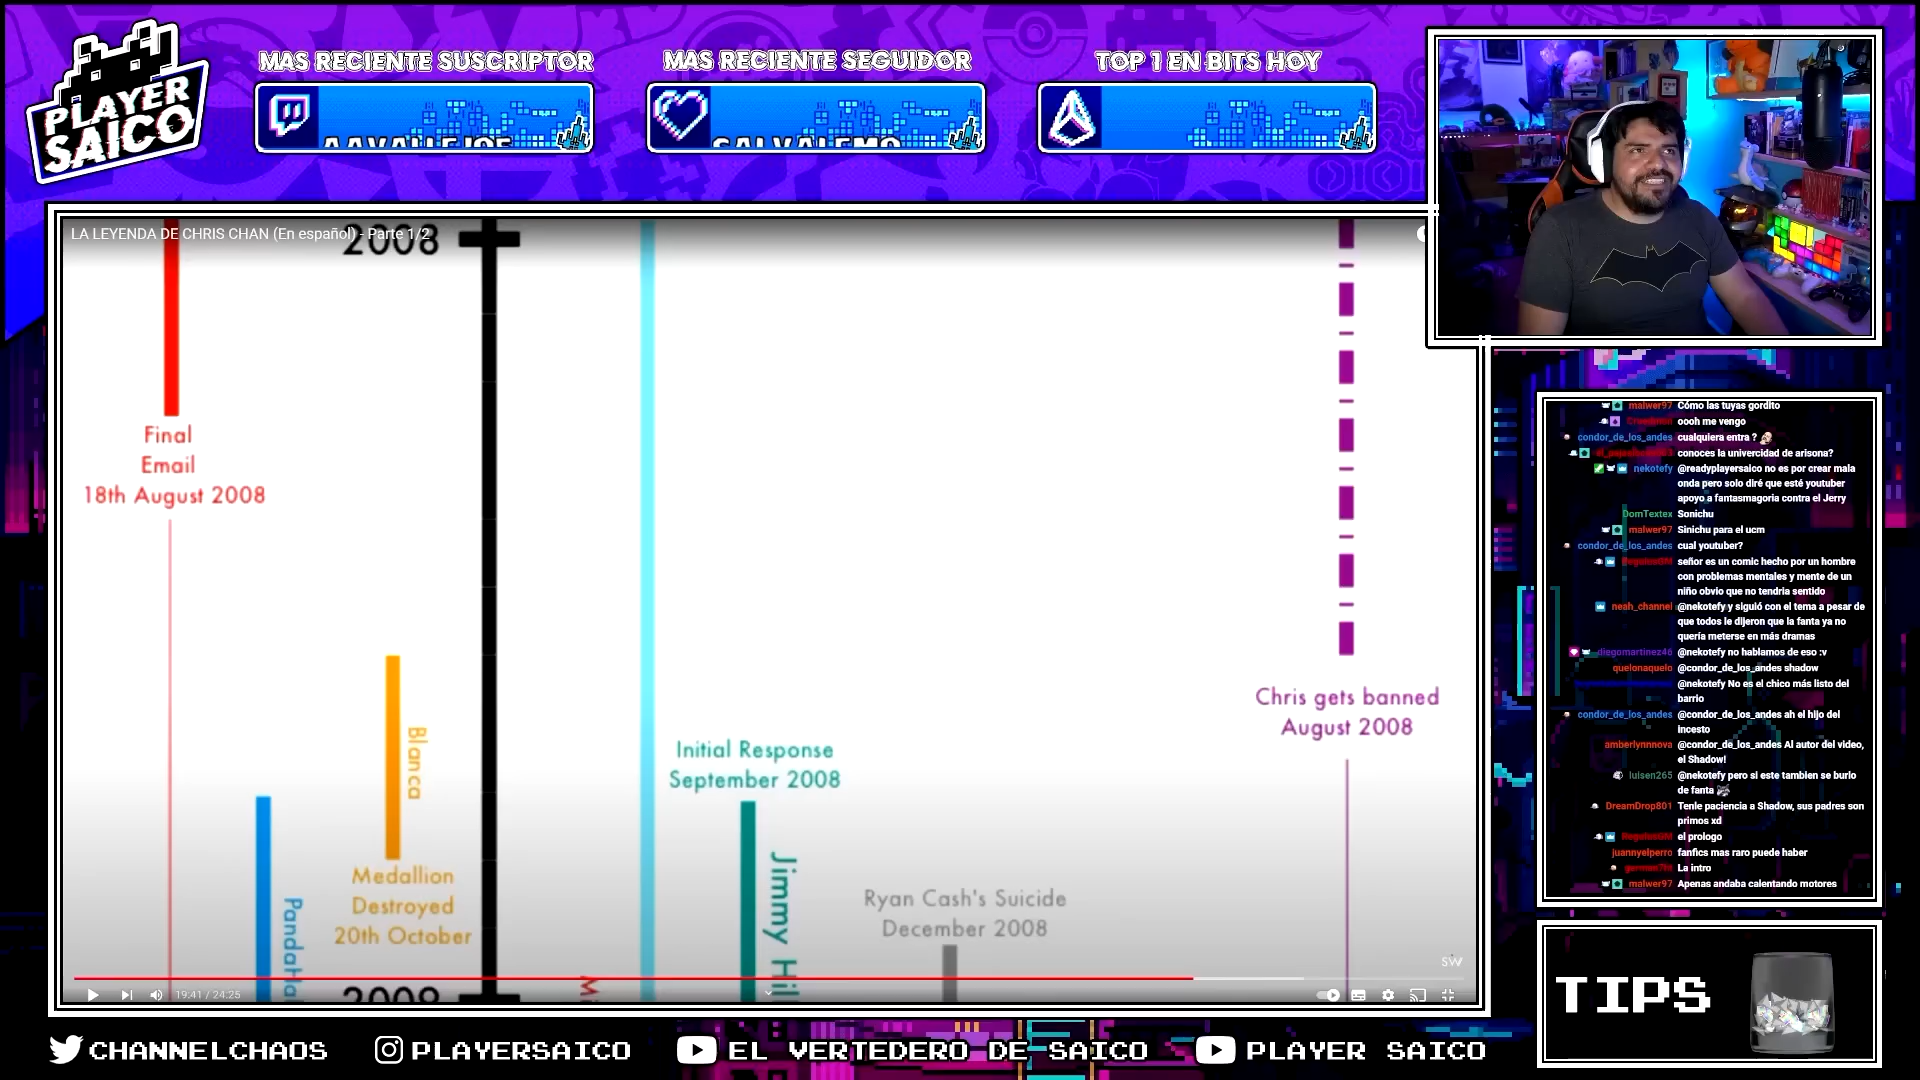 PLAYER
SAICO
MAS RECIENTE SUSCRIPTOR
MAS RECIENTE SEGUIDOR
TOP 1 EN BITS HOY
AAVALLEJOS
SALVALEMO
LA LEYENDA DE CHRIS CHAN (En español) - Parte 1/2
2008
Final
Email
18th August 2008
Blanca
Medallion
Destroyed
20th October
Initial Response
September 2008
Ryan Cash's Suicide
December 2008
Chris gets banned
August 2008
2009
19:41 / 24:25
SW
malwer97 Cómo las tuyas gordito
oooh me vengo
condor_de_los_andes cualquiera entra ?
conoces la univercidad de arisona?
nekotefy @readyplayersaico no es por crear mala
onda pero solo diré que esté youtuber
apoyo a fantasmagoria contra el Jerry
DomTextex Sonichu
malwer97 Sinichu para el ucm
condor_de_los_andes cual youtuber?
RegulusGM señor es un comic hecho por un hombre
con problemas mentales y mente de un
niño obvio que no tendria sentido
neah_channel @nekotefy y siguió con el tema a pesar de
que todos le dijeron que la fanta ya no
quería meterse en más dramas
diegomartinez46 @nekotefy no hablamos de eso :v
quelonaquelo @condor_de_los_andes shadow
@nekotefy No es el chico más listo del
barrio
condor_de_los_andes @condor_de_los_andes ah el hijo del
incesto
amberlynnnova @condor_de_los_andes Al autor del video,
el Shadow!
luisen265 @nekotefy pero si este tambien se burlo
de fanta
DreamDrop801 Tenle paciencia a Shadow, sus padres son
primos xd
RegulusGM el prologo
juannyelperro fanfics mas raro puede haber
La intro
malwer97 Apenas andaba calentando motores
TIPS
CHANNELCHAOS
PLAYERSAICO
EL VERTEDERO DE SAICO
PLAYER SAICO